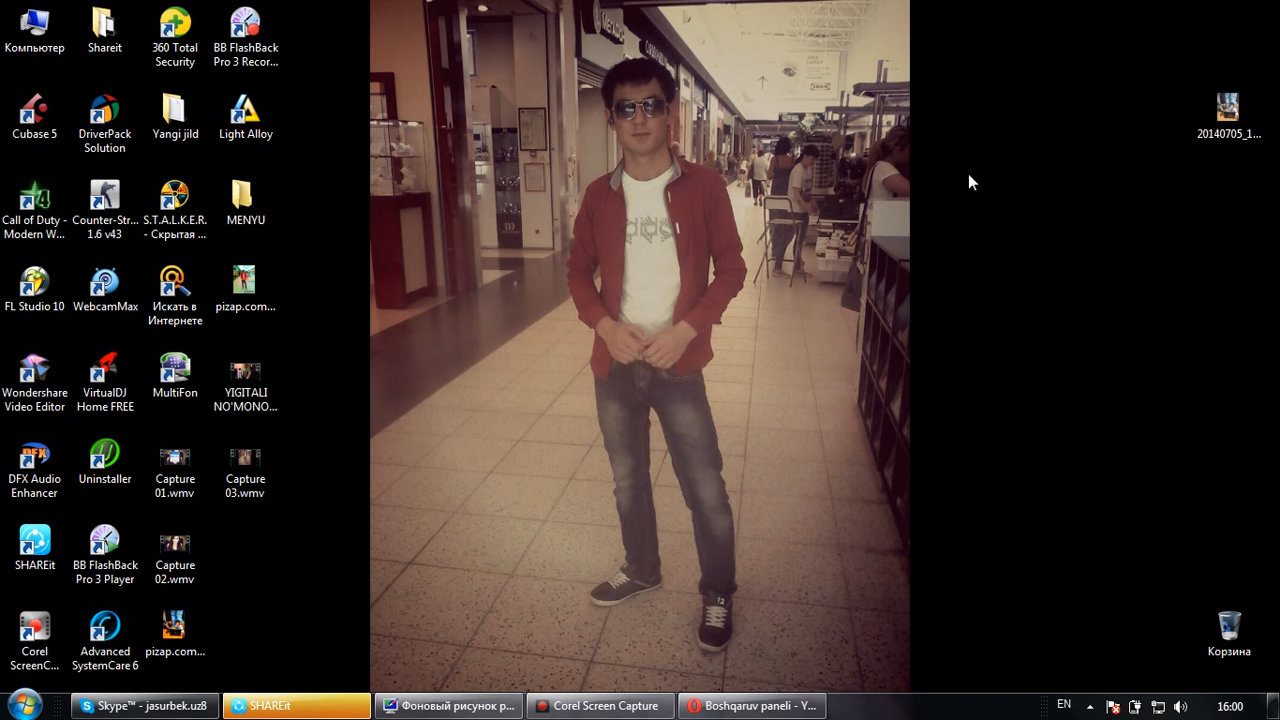 Компьютер
Shareit
360 Total
Security
BB FlashBack
Pro 3 Recor...
Cubase 5
DriverPack
Solution
Yangi jild
Light Alloy
Call of Duty -
Modern W...
Counter-Str...
1.6 v43
S.T.A.L.K.E.R.
- Скрытая ...
MENYU
FL Studio 10
WebcamMax
Искать в
Интернете
pizap.com...
Wondershare
Video Editor
VirtualDJ
Home FREE
MultiFon
YIGITALI
NO'MONO...
DFX Audio
Enhancer
Uninstaller
Capture
01.wmv
Capture
03.wmv
SHAREit
BB FlashBack
Pro 3 Player
Capture
02.wmv
Corel
ScreenC...
Advanced
SystemCare 6
pizap.com...
20140705_1...
Корзина
Skype™ - jasurbek.uz8
SHAREit
Фоновый рисунок р...
Corel Screen Capture
Boshqaruv paneli - Y...
EN
16:00